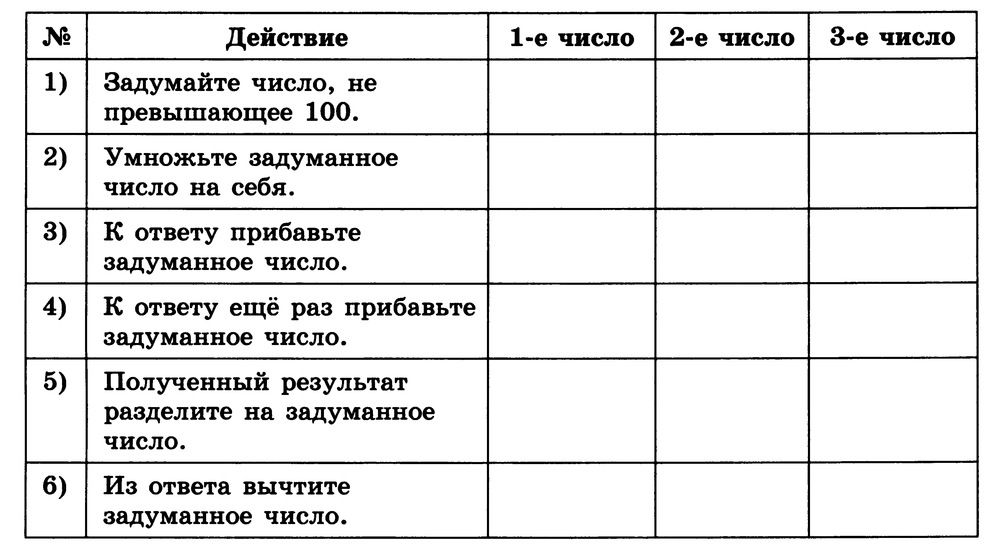 № Действие 1-е число 2-е число 3-е число
1) Задумайте число, не
превышающее 100.
2) Умножьте задуманное
число на себя.
3) К ответу прибавьте
задуманное число.
4) К ответу ещё раз прибавьте
задуманное число.
5) Полученный результат
разделите на задуманное
число.
6) Из ответа вычтите
задуманное число.